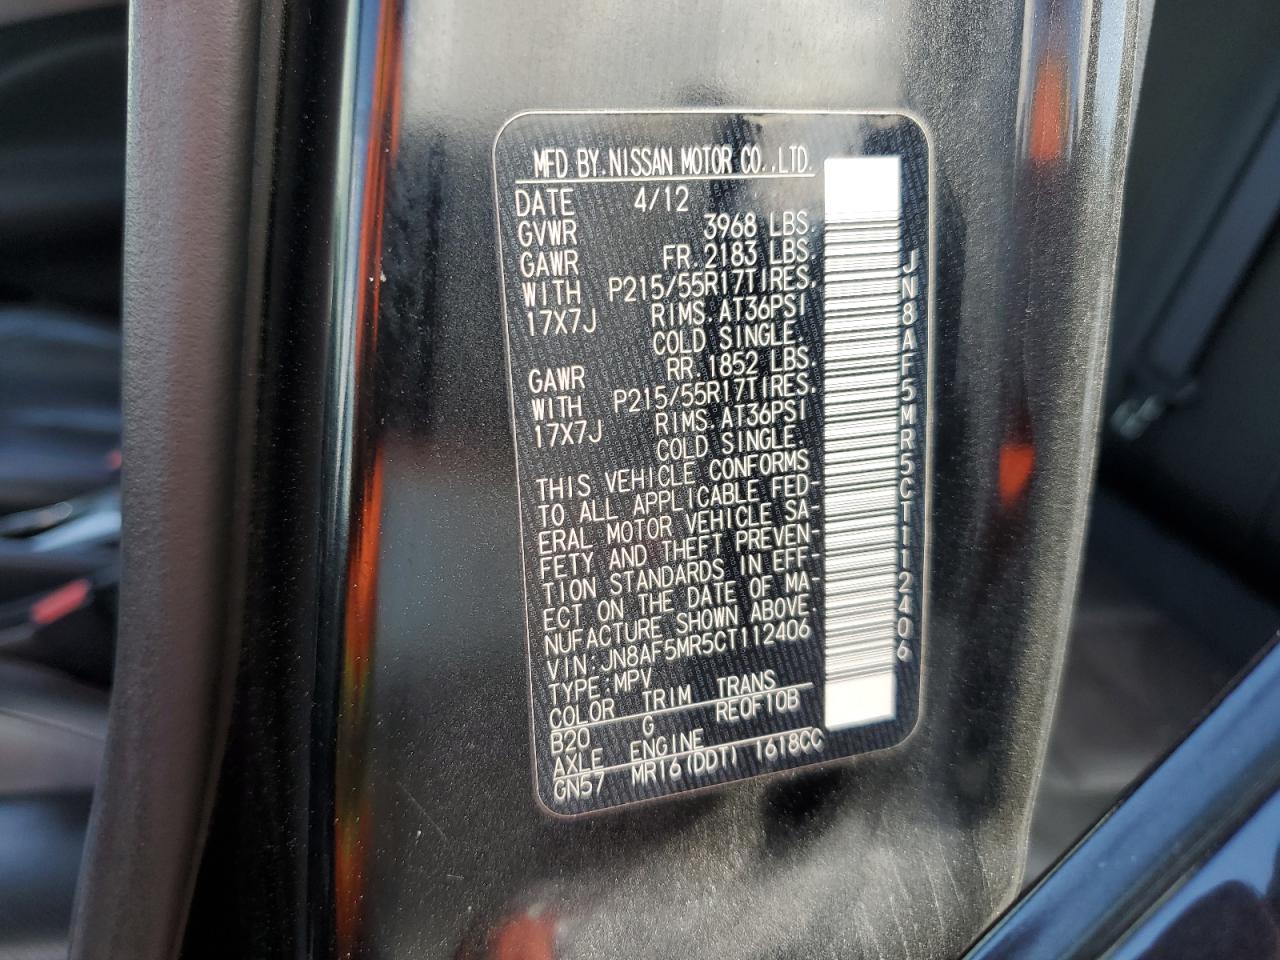 MFD BY. NISSAN MOTOR CO., LTD.
DATE 4/12
GVWR 3968 LBS.
GAWR FR. 2183 LBS.
WITH P215/55R17TIRES.
17X7J RIMS. AT36PSI
COLD SINGLE.
GAWR RR. 1852 LBS.
WITH P215/55R17TIRES.
17X7J RIMS. AT36PSI
COLD SINGLE.
THIS VEHICLE CONFORMS
TO ALL APPLICABLE FED-
ERAL MOTOR VEHICLE SA-
FETY AND THEFT PREVEN-
TION STANDARDS IN EFF-
ECT ON THE DATE OF MA-
NUFACTURE SHOWN ABOVE.
VIN:JN8AF5MR5CT112406
TYPE:MPV
COLOR TRIM TRANS
B20 G RE0F10B
AXLE ENGINE
GN57 MR16(DDT) 1618CC
JN8AF5MR5CT112406